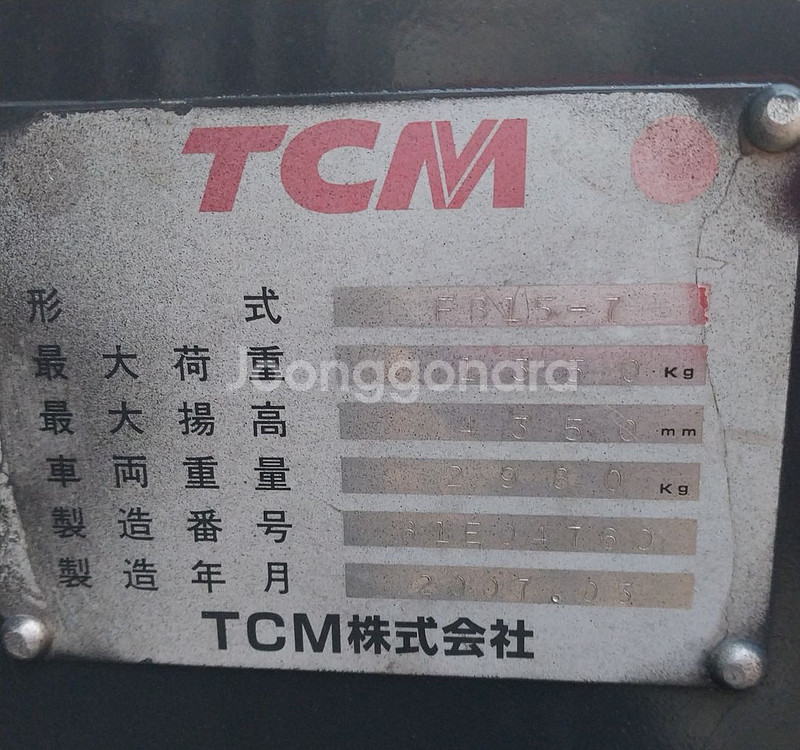 TCM
形式 FB15-7
最大荷重 1350 Kg
最大揚高 4350 mm
車両重量 2980 Kg
製造番号
製造年月 2007.05
TCM株式会社
Joonggonara